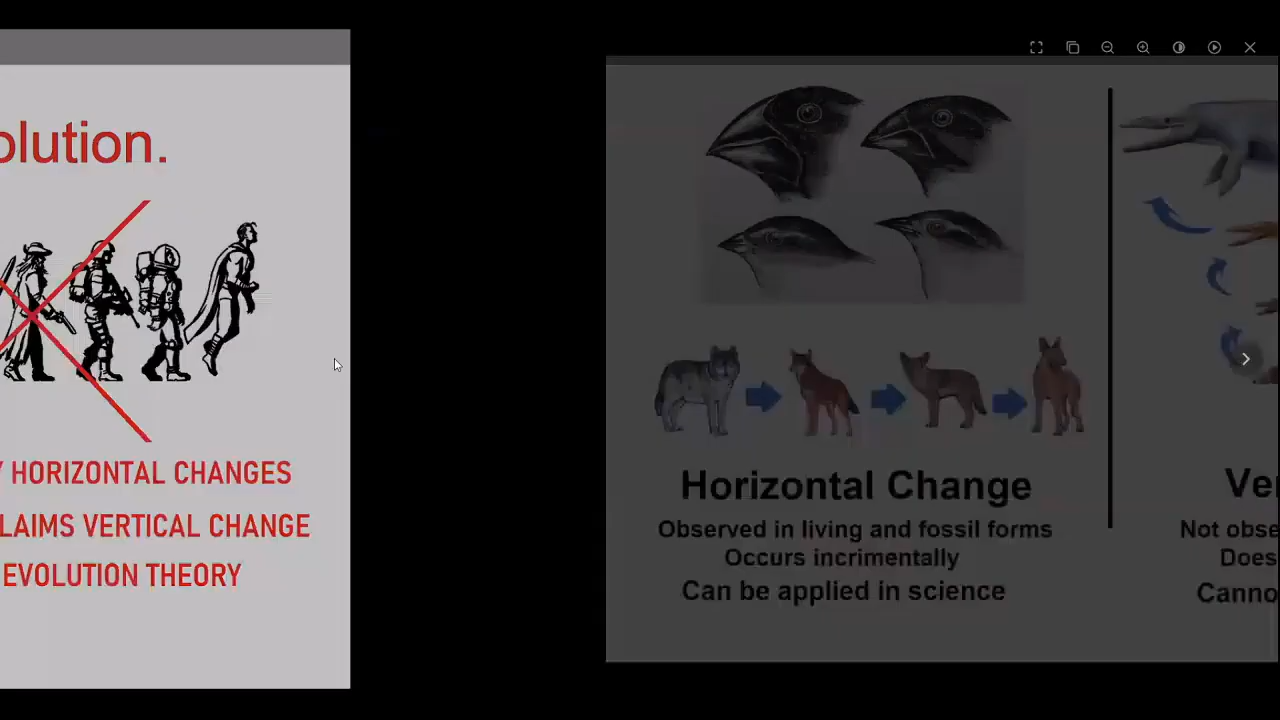 olution.
HORIZONTAL CHANGES
LAIMS VERTICAL CHANGE
EVOLUTION THEORY
Horizontal Change
Observed in living and fossil forms
Occurs incrimentally
Can be applied in science
Ver
Not obse
Does
Canno